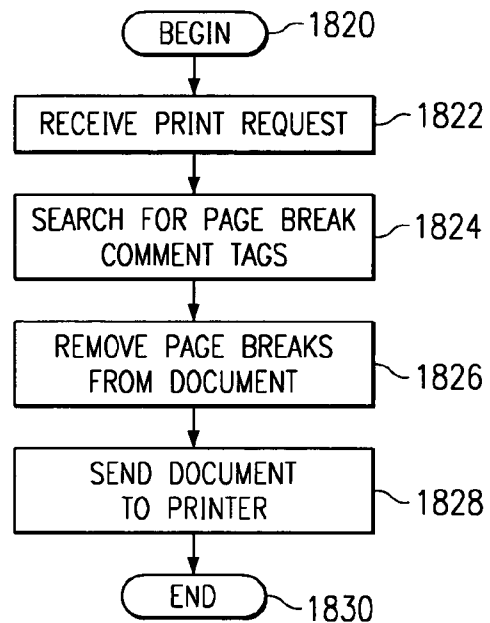 BEGIN 1820
RECEIVE PRINT REQUEST 1822
SEARCH FOR PAGE BREAK
COMMENT TAGS
1824
REMOVE PAGE BREAKS
FROM DOCUMENT
1826
SEND DOCUMENT
TO PRINTER
1828
END 1830